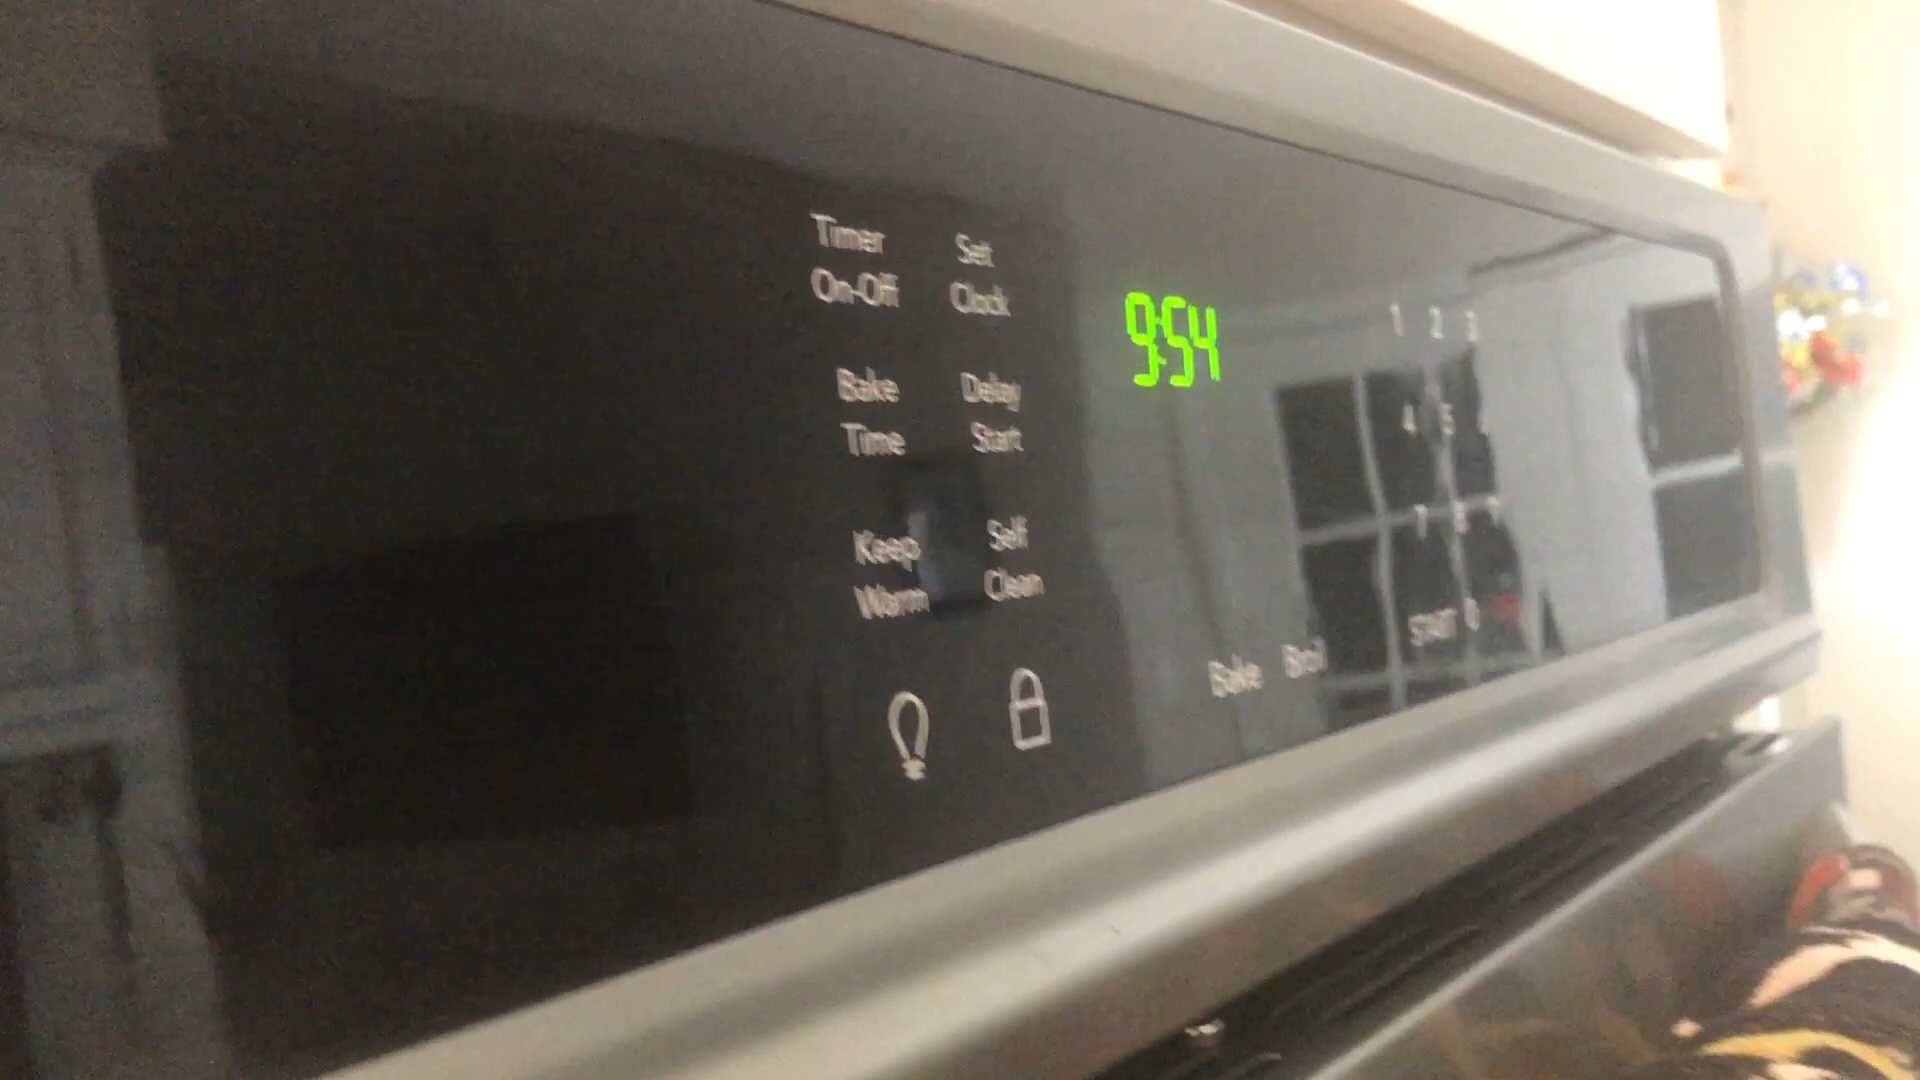 Timer Set
On-Off Clock
9:54
1 2 3
Bake Delay
Time Start
4 5
Keep Self
Warm Clean
7 8
START 0
Bake Broil